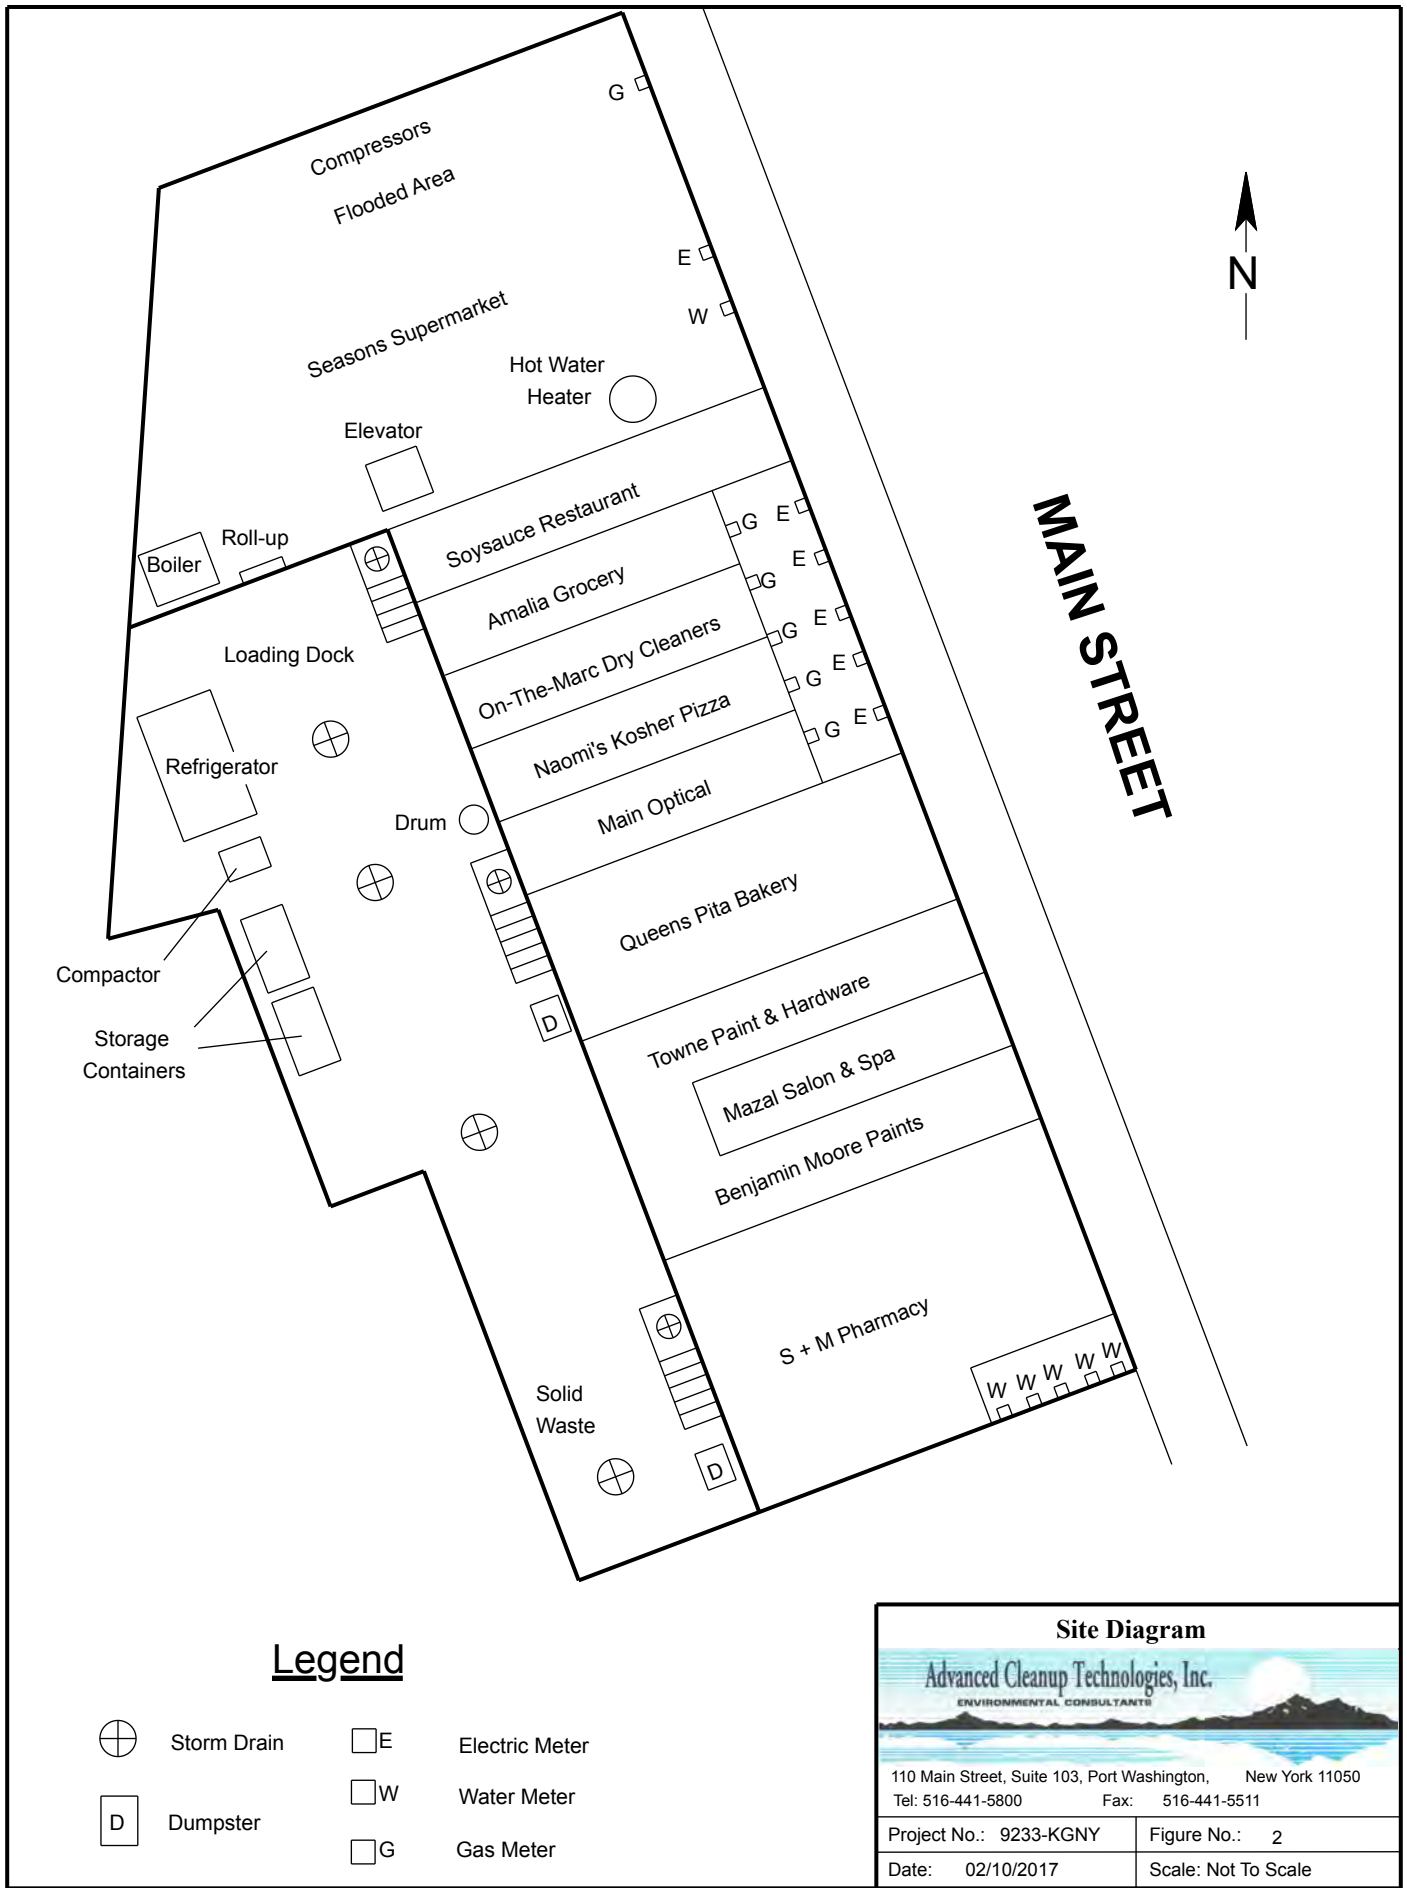 G
Compressors
Flooded Area
E
W
N
Seasons Supermarket
Hot Water
Heater
Elevator
Soysauce Restaurant
G E
Roll-up
Boiler
E
Amalia Grocery
G
MAIN STREET
E
On-The-Marc Dry Cleaners
G
Loading Dock
E
G
Naomi's Kosher Pizza
E
G
Refrigerator
Main Optical
Drum
Queens Pita Bakery
Compactor
D
Towne Paint & Hardware
Storage
Containers
Mazal Salon & Spa
Benjamin Moore Paints
S + M Pharmacy
W W W W W
Solid
Waste
D
Legend
Storm Drain
E Electric Meter
W Water Meter
D Dumpster
G Gas Meter
Site Diagram
Advanced Cleanup Technologies, Inc.
ENVIRONMENTAL CONSULTANTS
110 Main Street, Suite 103, Port Washington, New York 11050
Tel: 516-441-5800 Fax: 516-441-5511
Project No.: 9233-KGNY Figure No.: 2
Date: 02/10/2017 Scale: Not To Scale